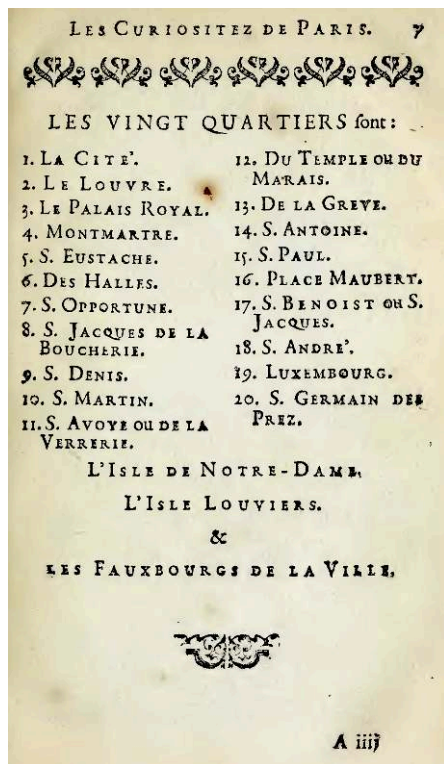 LES CURIOSITEZ DE PARIS. 7
LES VINGT QUARTIERS sont:
1. LA CITE'.
2. LE LOUVRE.
3. LE PALAIS ROYAL.
4. MONTMARTRE.
5. S. EUSTACHE.
6. DES HALLES.
7. S. OPPORTUNE.
8. S. JACQUES DE LA
BOUCHERIE.
9. S. DENIS.
10. S. MARTIN.
11. S. AVOYE OU DE LA
VERRERIE.
12. DU TEMPLE OU DU
MARAIS.
13. DE LA GREVE.
14. S. ANTOINE.
15. S. PAUL.
16. PLACE MAUBERT.
17. S. BENOIST OU S.
JACQUES.
18. S. ANDRE'.
19. LUXEMBOURG.
20. S. GERMAIN DES
PREZ.
L'ISLE DE NOTRE-DAME,
L'ISLE LOUVIERS.
&
LES FAUXBOURGS DE LA VILLE.
A iiij